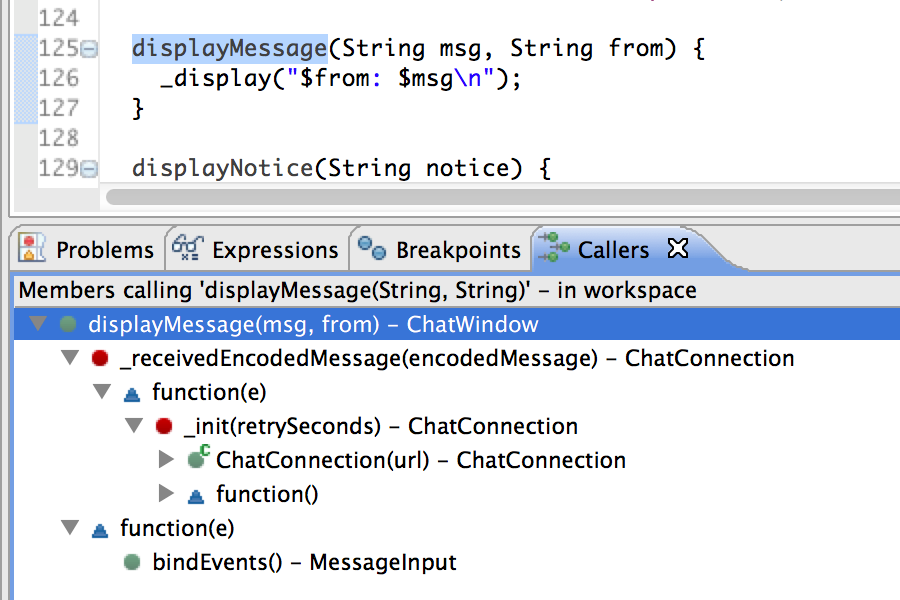 124
125 displayMessage(String msg, String from) {
126 _display("$from: $msg\n");
127 }
128
129 displayNotice(String notice) {
Problems Expressions Breakpoints Callers
Members calling 'displayMessage(String, String)' – in workspace
displayMessage(msg, from) – ChatWindow
_receivedEncodedMessage(encodedMessage) – ChatConnection
function(e)
_init(retrySeconds) – ChatConnection
ChatConnection(url) – ChatConnection
function()
function(e)
bindEvents() – MessageInput